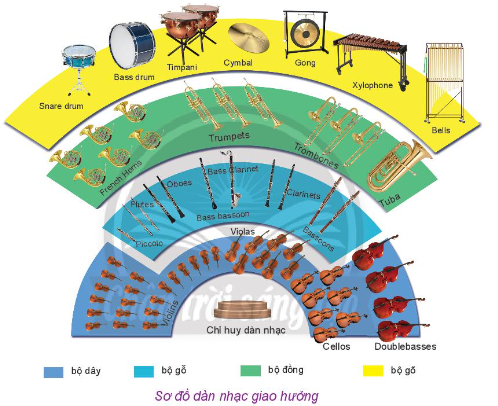 Snare drum
Bass drum
Timpani
Cymbal
Gong
Xylophone
Bells
French Horns
Trumpets
Trombones
Tuba
Piccolo
Flutes
Oboes
Bass Clarinet
Bass bassoon
Clarinets
Bassoons
Violins
Violas
Cellos
Doublebasses
Chỉ huy dàn nhạc
bộ dây
bộ gỗ
bộ đồng
bộ gõ
Sơ đồ dàn nhạc giao hưởng